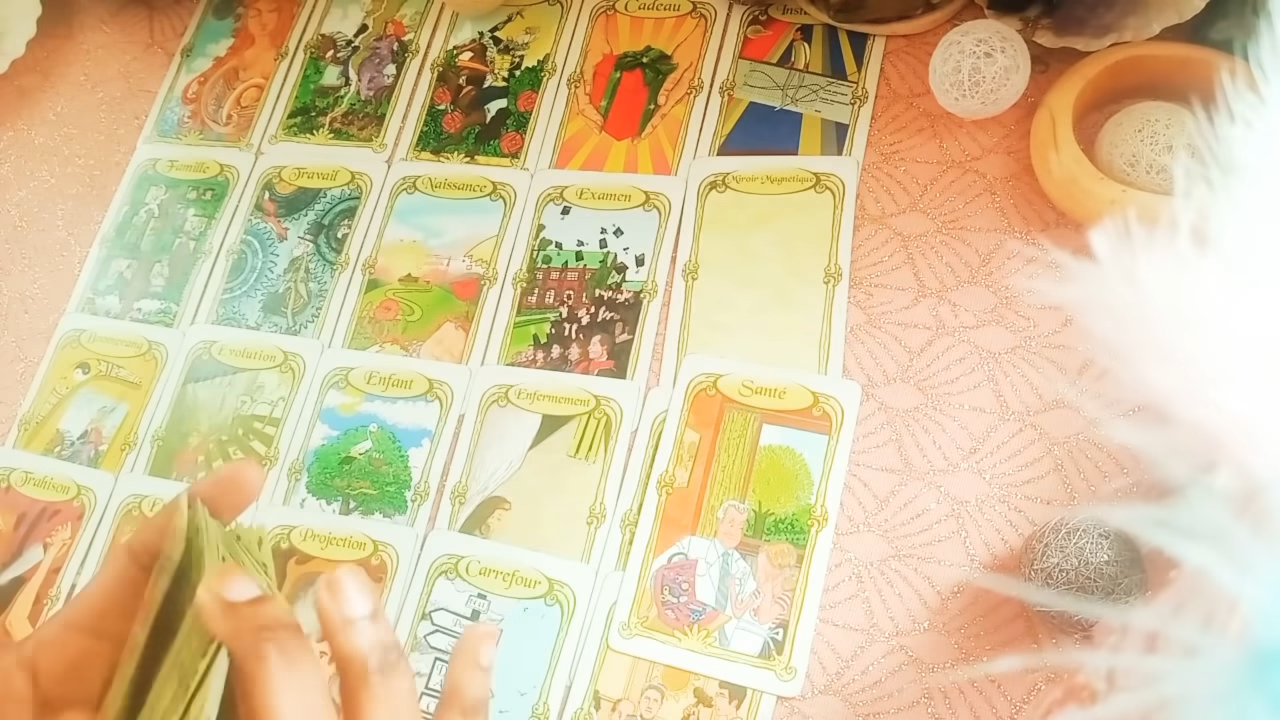 Cadeau
Famille
Travail
Naissance
Examen
Miroir Magnétique
Evolution
Enfant
Enfermement
Santé
Trahison
Projection
Carrefour